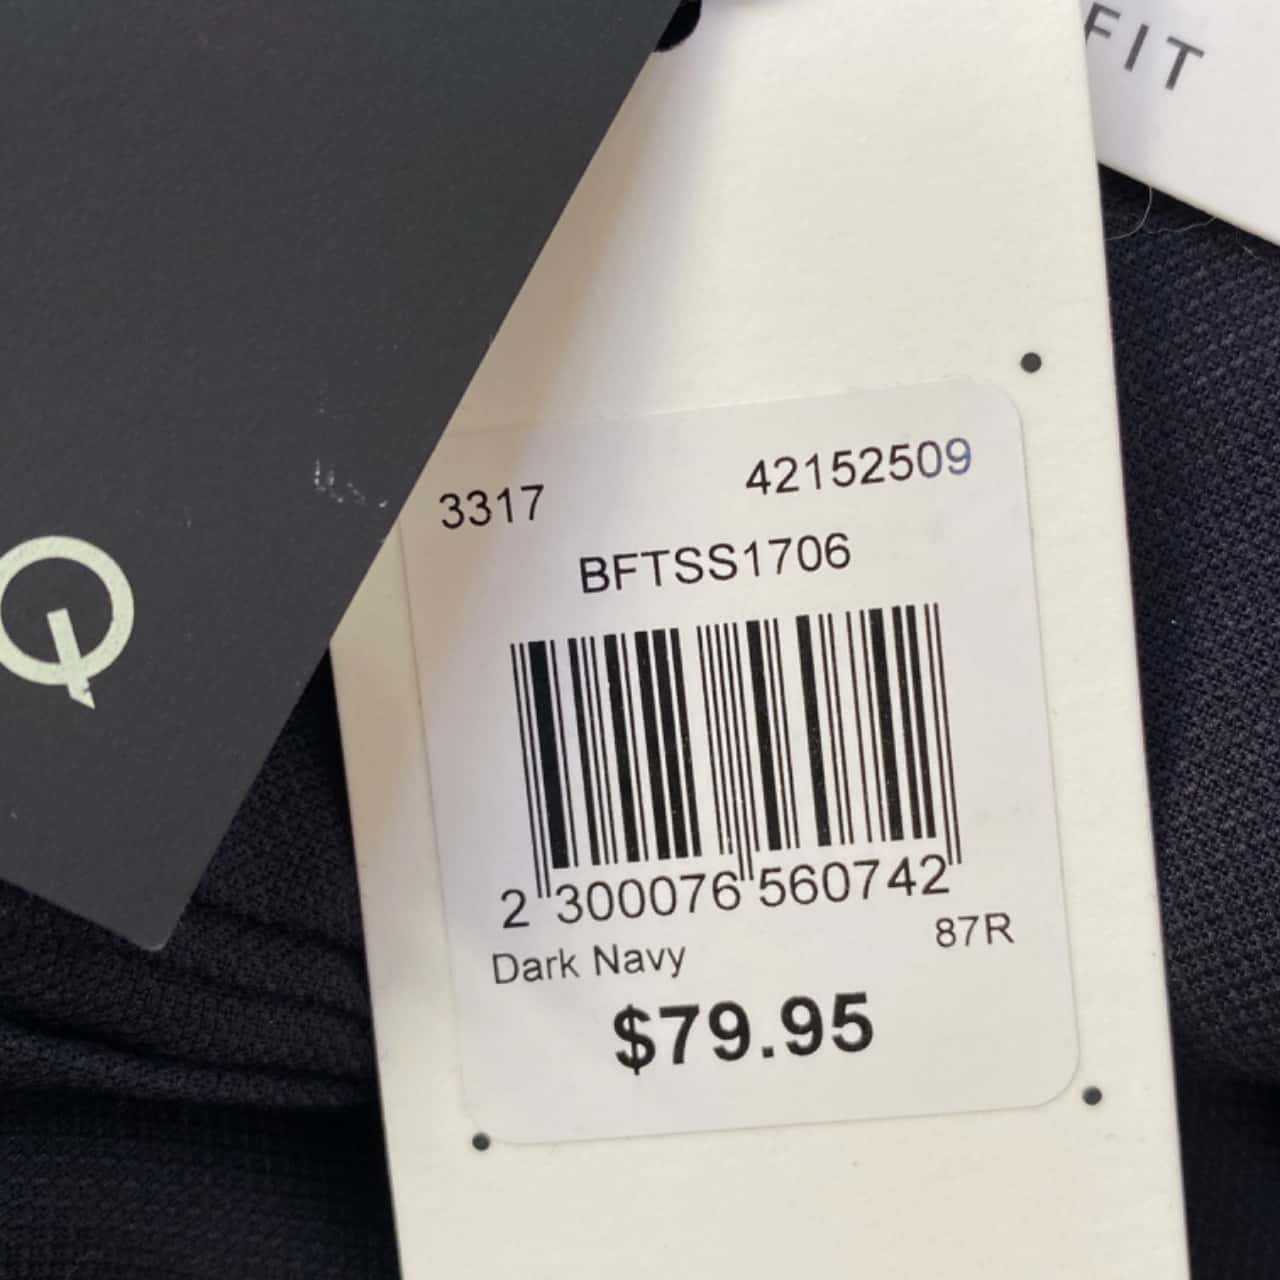 FIT
3317 42152509
BFTSS1706
2 300076 560742
Dark Navy 87R
$79.95
Q